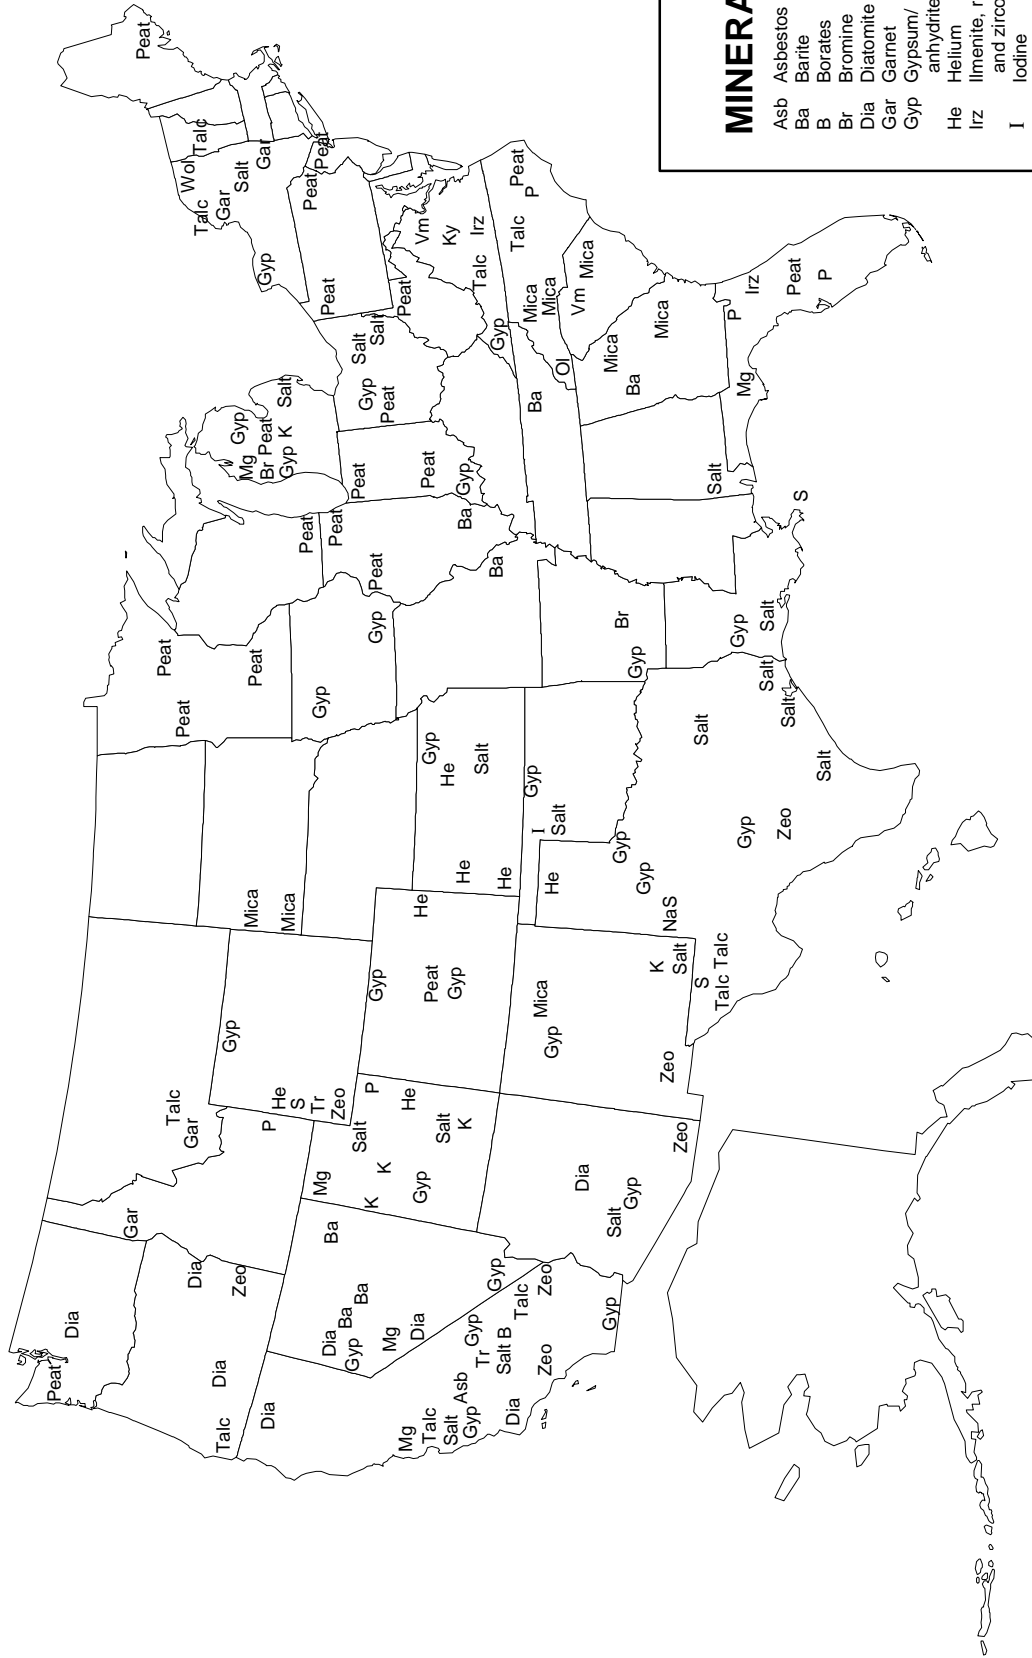 Peat
Dia
Gar
Peat
Peat
Talc
Peat
Wol
Gar
Dia
Talc
Talc
Dia
Talc
Gar
Gyp
Zeo
Salt
Gyp
Mg
Mica
Peat
Gar
Gyp
Br Peat
Dia
P
He
Salt
Gyp K
Mica
S
Peat
Peat
Tr
Gyp
Mg
Peat
Peat
Dia
Ba
Peat
Zeo
Ba
Gyp
Salt
Peat
Salt
Ba
Gyp
K
P
Gyp
Peat
Gyp
Salt
K
Peat
Mg
Peat
Mg
Dia
Gyp
He
He
Vm
Talc
Peat
Gyp
Peat
Salt
Salt
He
Gyp
Ky
Asb
K
He
Ba
Gyp
Gyp
Gyp
Tr
Salt
Irz
Talc
Gyp
Salt B
Ba
Gyp
He
Dia
Talc
Peat
Talc
Gyp
Mica
P
Ba
Mica
I
Zeo
Zeo
Gyp
He
Mica
Salt
Ol
Dia
Vm
Mica
Gyp
Salt
Mica
Gyp
Br
Gyp
Gyp
Ba
Gyp
K
Mica
Zeo
NaS
Zeo
Salt
S
Salt
Salt
Talc Talc
P
Gyp
Gyp
Mg
Irz
Salt
Salt
Zeo
Salt
Peat
S
Salt
P
MINERA
Asb Asbestos
Ba Barite
B Borates
Br Bromine
Dia Diatomite
Gar Garnet
Gyp Gypsum/
anhydrite
He Helium
Irz Ilmenite, r
and zirco
I Iodine